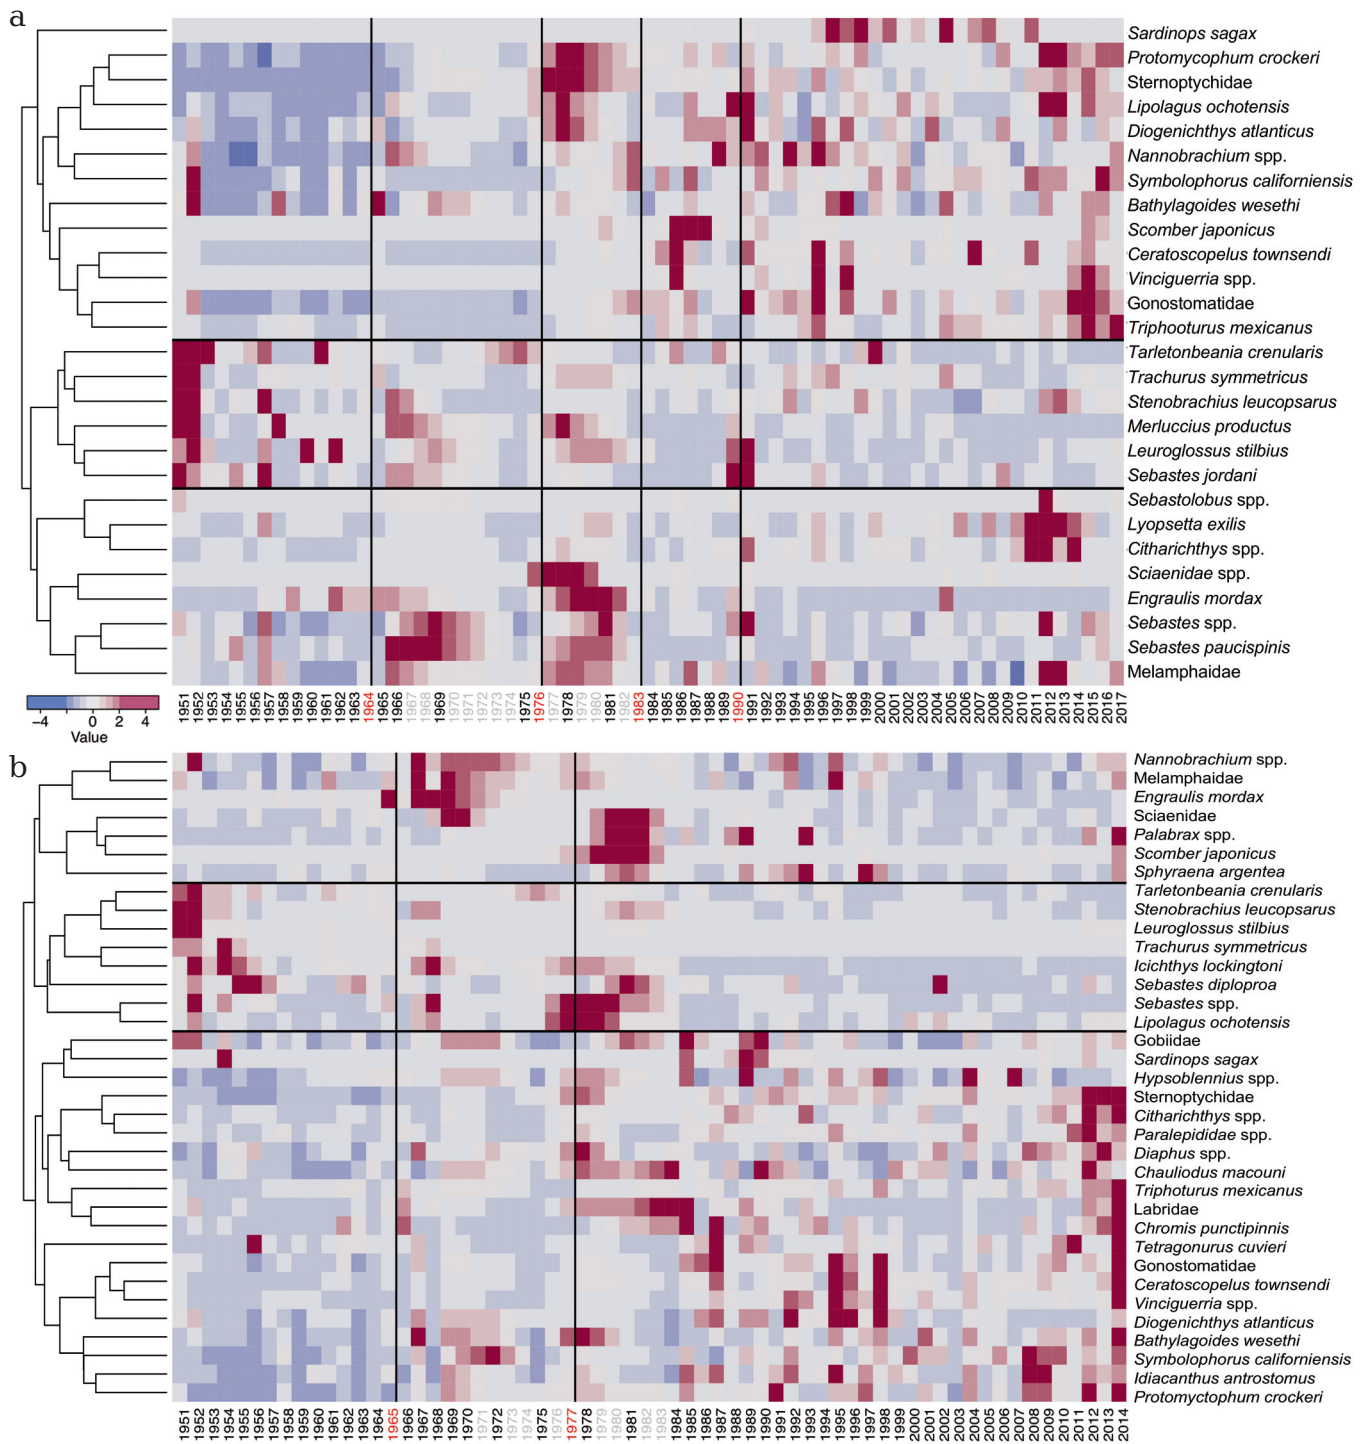 a
Sardinops sagax
Protomycophum crockeri
Sternoptychidae
Lipolagus ochotensis
Diogenichthys atlanticus
Nannobrachium spp.
Symbolophorus californiensis
Bathylagoides wesethi
Scomber japonicus
Ceratoscopelus townsendi
Vinciguerria spp.
Gonostomatidae
Triphooturus mexicanus
Tarletonbeania crenularis
Trachurus symmetricus
Stenobrachius leucopsarus
Merluccius productus
Leuroglossus stilbius
Sebastes jordani
Sebastolobus spp.
Lyopsetta exilis
Citharichthys spp.
Sciaenidae spp.
Engraulis mordax
Sebastes spp.
Sebastes paucispinis
Melamphaidae
−4 0 2 4
Value
1951 1952 1953 1954 1955 1956 1957 1958 1959 1960 1961 1962 1963 1964 1965 1966 1967 1968 1969 1970 1971 1972 1973 1974 1975 1976 1977 1978 1979 1980 1981 1982 1983 1984 1985 1986 1987 1988 1989 1990 1991 1992 1993 1994 1995 1996 1997 1998 1999 2000 2001 2002 2003 2004 2005 2006 2007 2008 2009 2010 2011 2012 2013 2014 2015 2016 2017
b
Nannobrachium spp.
Melamphaidae
Engraulis mordax
Sciaenidae
Palabrax spp.
Scomber japonicus
Sphyraena argentea
Tarletonbeania crenularis
Stenobrachius leucopsarus
Leuroglossus stilbius
Trachurus symmetricus
Icichthys lockingtoni
Sebastes diploproa
Sebastes spp.
Lipolagus ochotensis
Gobiidae
Sardinops sagax
Hypsoblennius spp.
Sternoptychidae
Citharichthys spp.
Paralepididae spp.
Diaphus spp.
Chauliodus macouni
Triphoturus mexicanus
Labridae
Chromis punctipinnis
Tetragonurus cuvieri
Gonostomatidae
Ceratoscopelus townsendi
Vinciguerria spp.
Diogenichthys atlanticus
Bathylagoides wesethi
Symbolophorus californiensis
Idiacanthus antrostomus
Protomyctophum crockeri
1951 1952 1953 1954 1955 1956 1957 1958 1959 1960 1961 1962 1963 1964 1965 1966 1967 1968 1969 1970 1971 1972 1973 1974 1975 1976 1977 1978 1979 1980 1981 1982 1983 1984 1985 1986 1987 1988 1989 1990 1991 1992 1993 1994 1995 1996 1997 1998 1999 2000 2001 2002 2003 2004 2005 2006 2007 2008 2009 2010 2011 2012 2013 2014